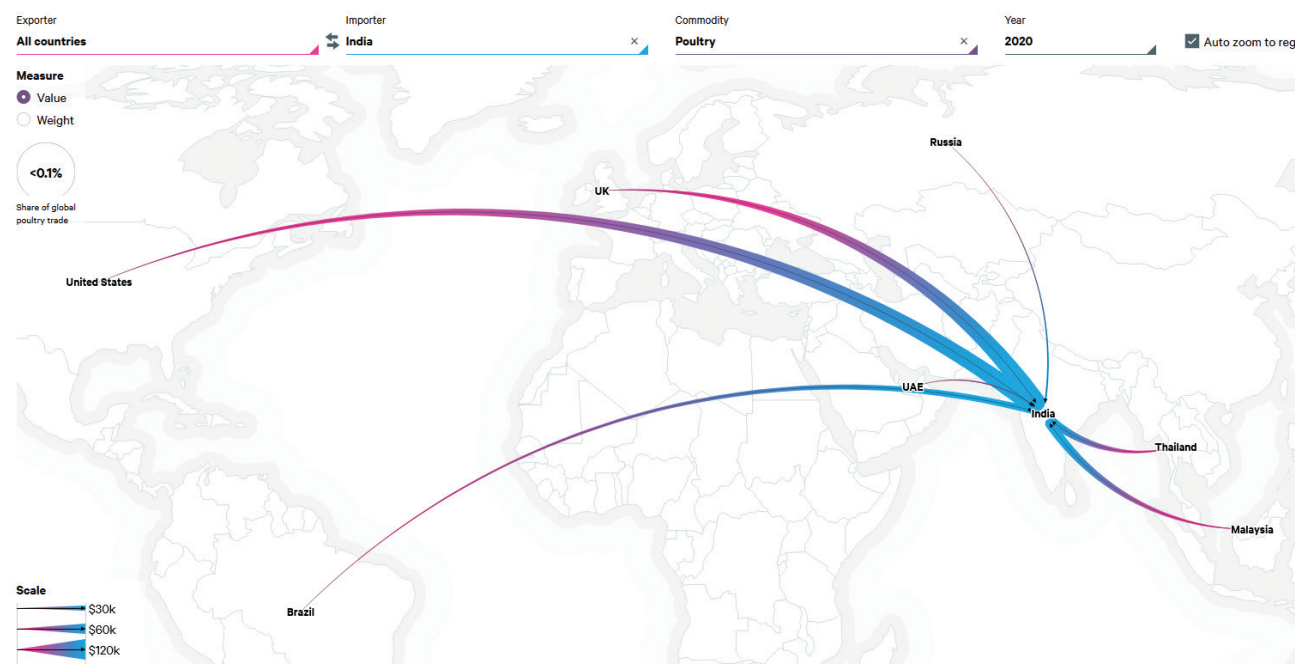 Exporter
All countries
Importer
India
Commodity
Poultry
Year
2020
Auto zoom to reg
Measure
Value
Weight
<0.1%
Share of global
poultry trade
Russia
UK
United States
UAE
India
Thailand
Malaysia
Brazil
Scale
$30k
$60k
$120k